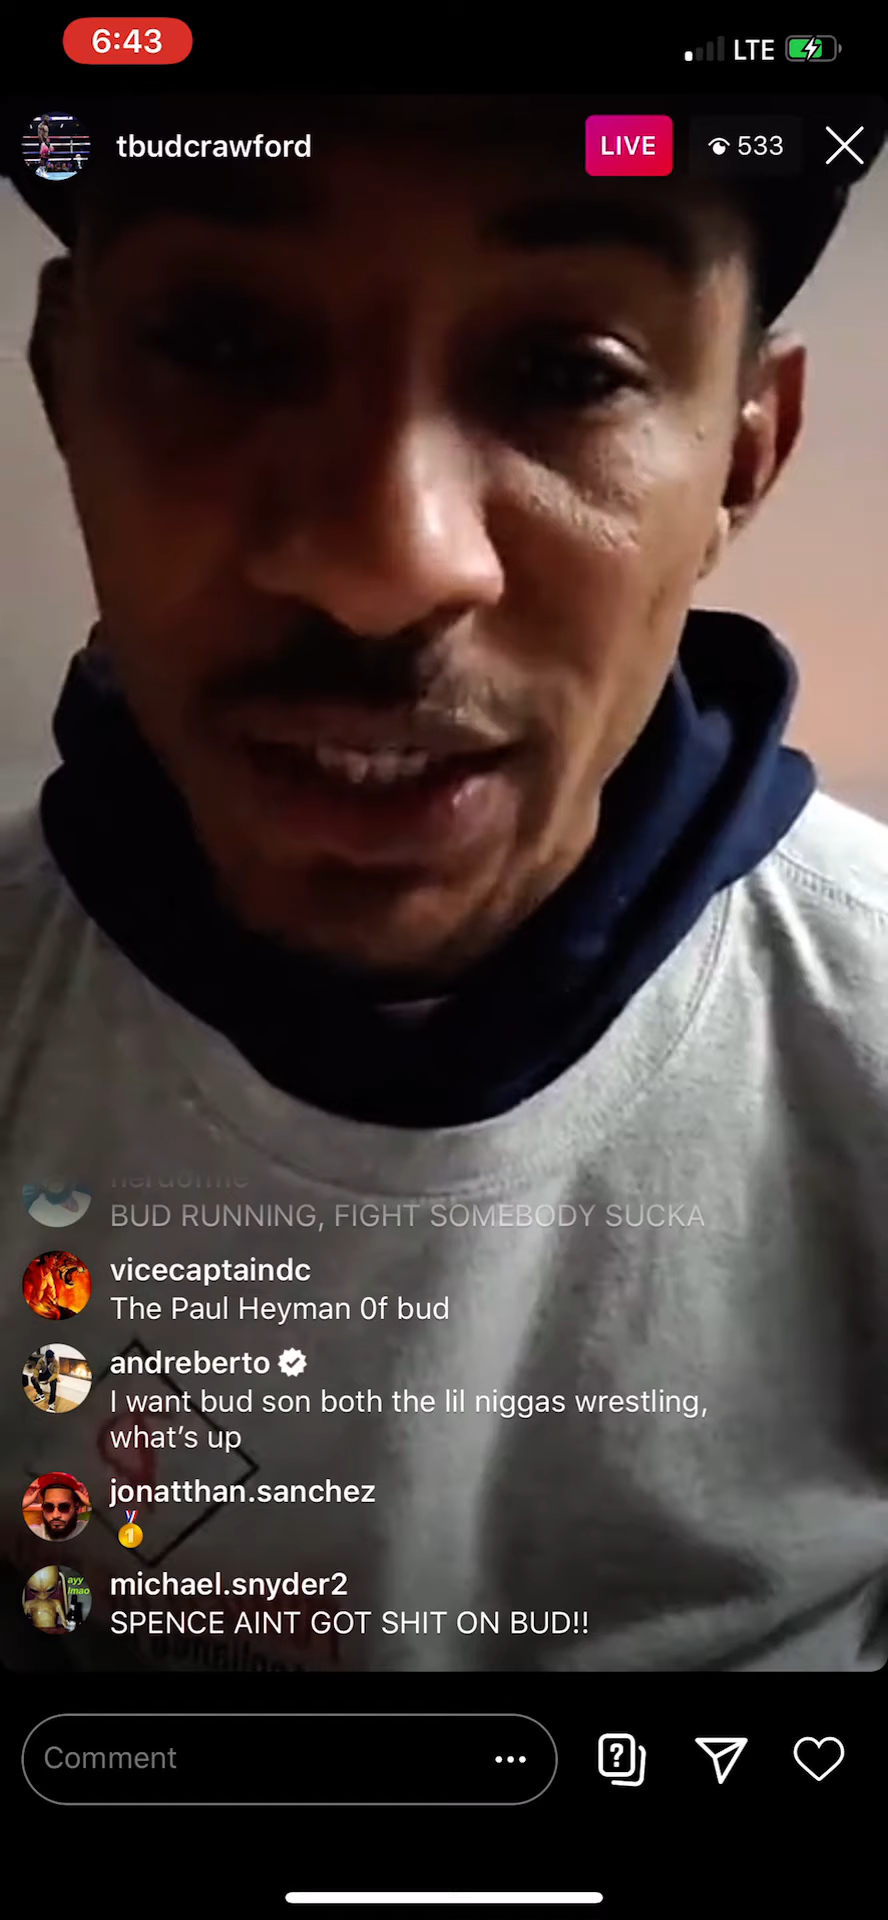 6:43
LTE
tbudcrawford
LIVE
533
BUD RUNNING, FIGHT SOMEBODY SUCKA
vicecaptaindc
The Paul Heyman Of bud
andreberto
I want bud son both the lil niggas wrestling,
what's up
jonatthan.sanchez
michael.snyder2
ayy
lmao
SPENCE AINT GOT SHIT ON BUD!!
Comment